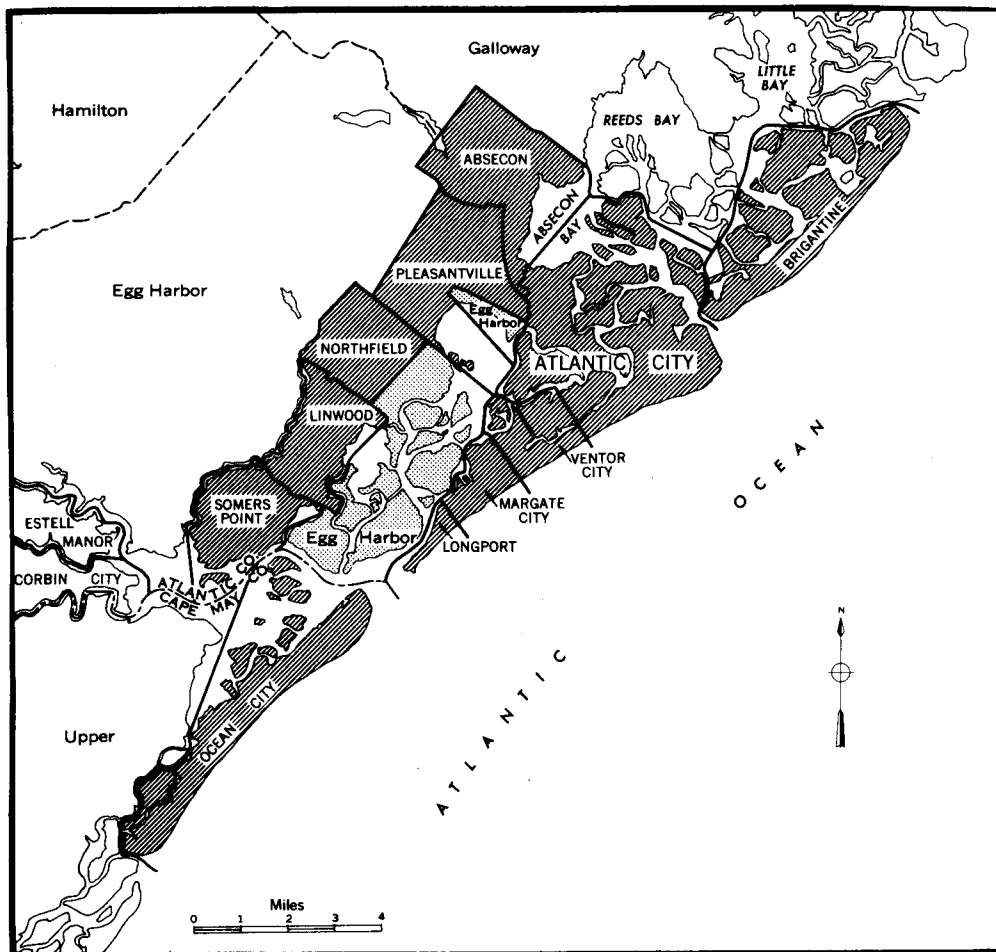 Galloway
Hamilton
LITTLE
BAY
REEDS BAY
ABSECON
ABSECON
BAY
BRIGANTINE
PLEASANTVILLE
Egg Harbor
Egg
Harbor
NORTHFIELD
ATLANTIC CITY
LINWOOD
VENTOR
CITY
MARGATE
CITY
OCEAN
SOMERS
POINT
LONGPORT
ESTELL
MANOR
Egg Harbor
CORBIN CITY
ATLANTIC CO.
CAPE MAY CO.
N
ATLANTIC
OCEAN CITY
Upper
Miles
0 1 2 3 4